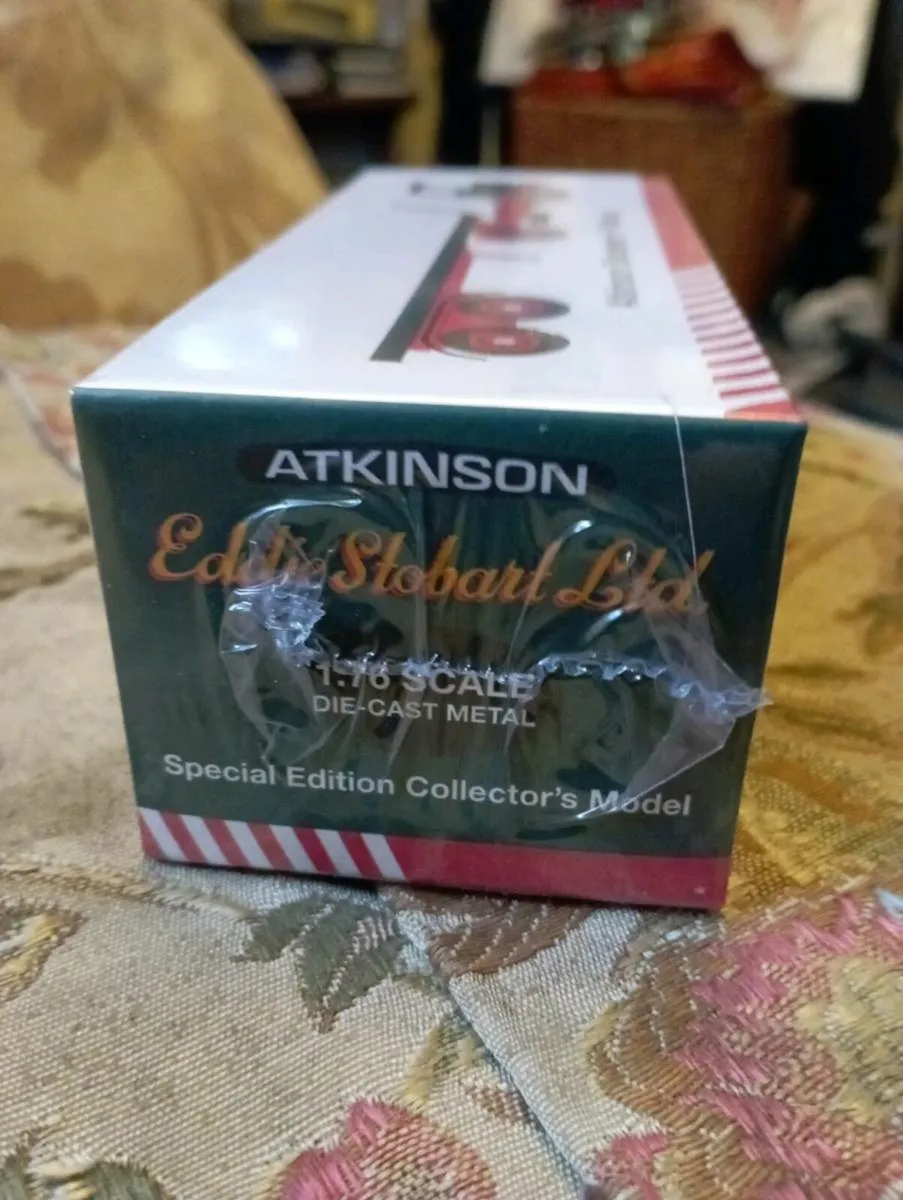 ATKINSON
Eddie Stobart Ltd
1:76 SCALE
DIE-CAST METAL
Special Edition Collector's Model